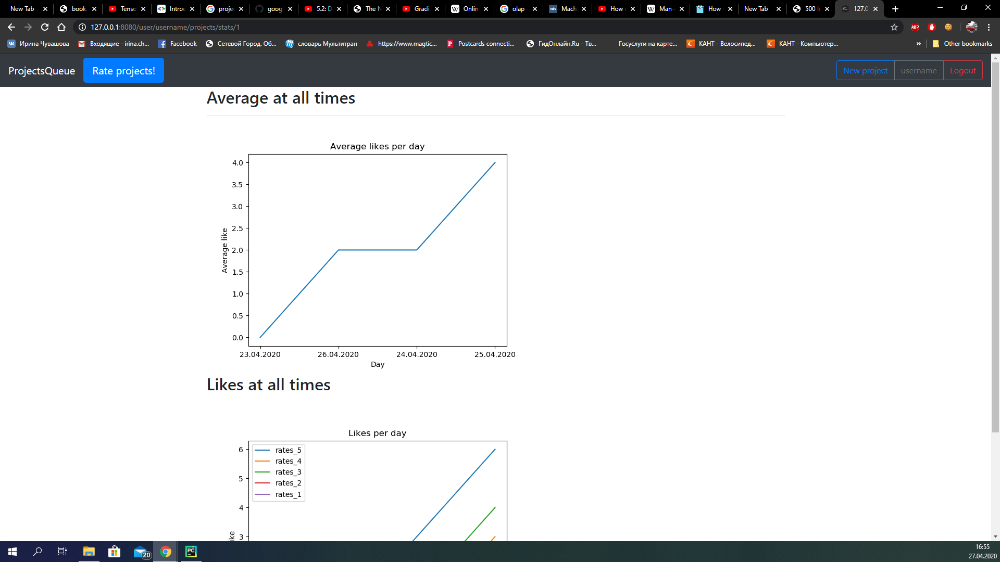 New Tab
book.
Tenso
Introd
proje
goog
5.2: D
The N
Gradi
Onlin
olap -
Mach
How
Man-
How
New Tab
500 I
127.0
127.0.0.1:8080/user/username/projects/stats/1
ABP
Ирина Чувашова
Входящие - irina.ch...
Facebook
Сетевой Город. Об...
словарь Мультитран
https://www.magtic...
Postcards connecti...
ГидОнлайн.Ru - Тв...
Госуслуги на карте...
КАНТ - Велосипед...
КАНТ - Компьютер...
»
Other bookmarks
ProjectsQueue
Rate projects!
New project
username
Logout
Average at all times
Average likes per day
4.0
3.5
3.0
2.5
2.0
1.5
1.0
0.5
0.0
Average like
23.04.2020 26.04.2020 24.04.2020 25.04.2020
Day
Likes at all times
Likes per day
6
5
4
3
rates_5
rates_4
rates_3
rates_2
rates_1
20
PC
16:55
27.04.2020